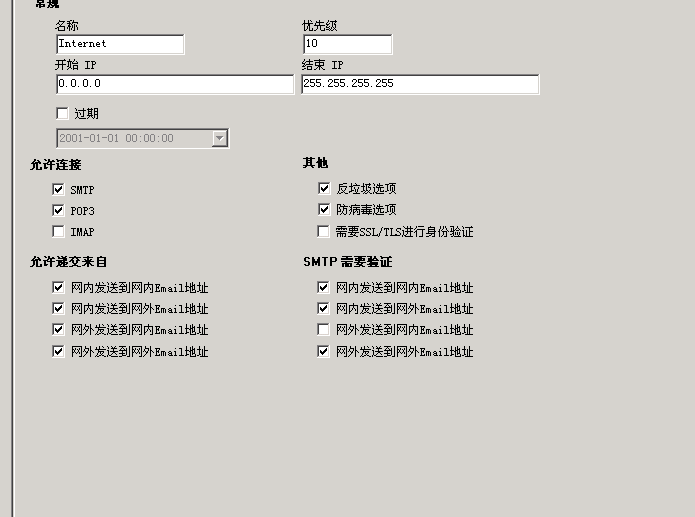 常规
名称 优先级
Internet 10
开始 IP 结束 IP
0.0.0.0 255.255.255.255
过期
2001-01-01 00:00:00
允许连接 其他
SMTP 反垃圾选项
POP3 防病毒选项
IMAP 需要SSL/TLS进行身份验证
允许递交来自 SMTP 需要验证
网内发送到网内Email地址 网内发送到网内Email地址
网内发送到网外Email地址 网内发送到网外Email地址
网外发送到网内Email地址 网外发送到网内Email地址
网外发送到网外Email地址 网外发送到网外Email地址